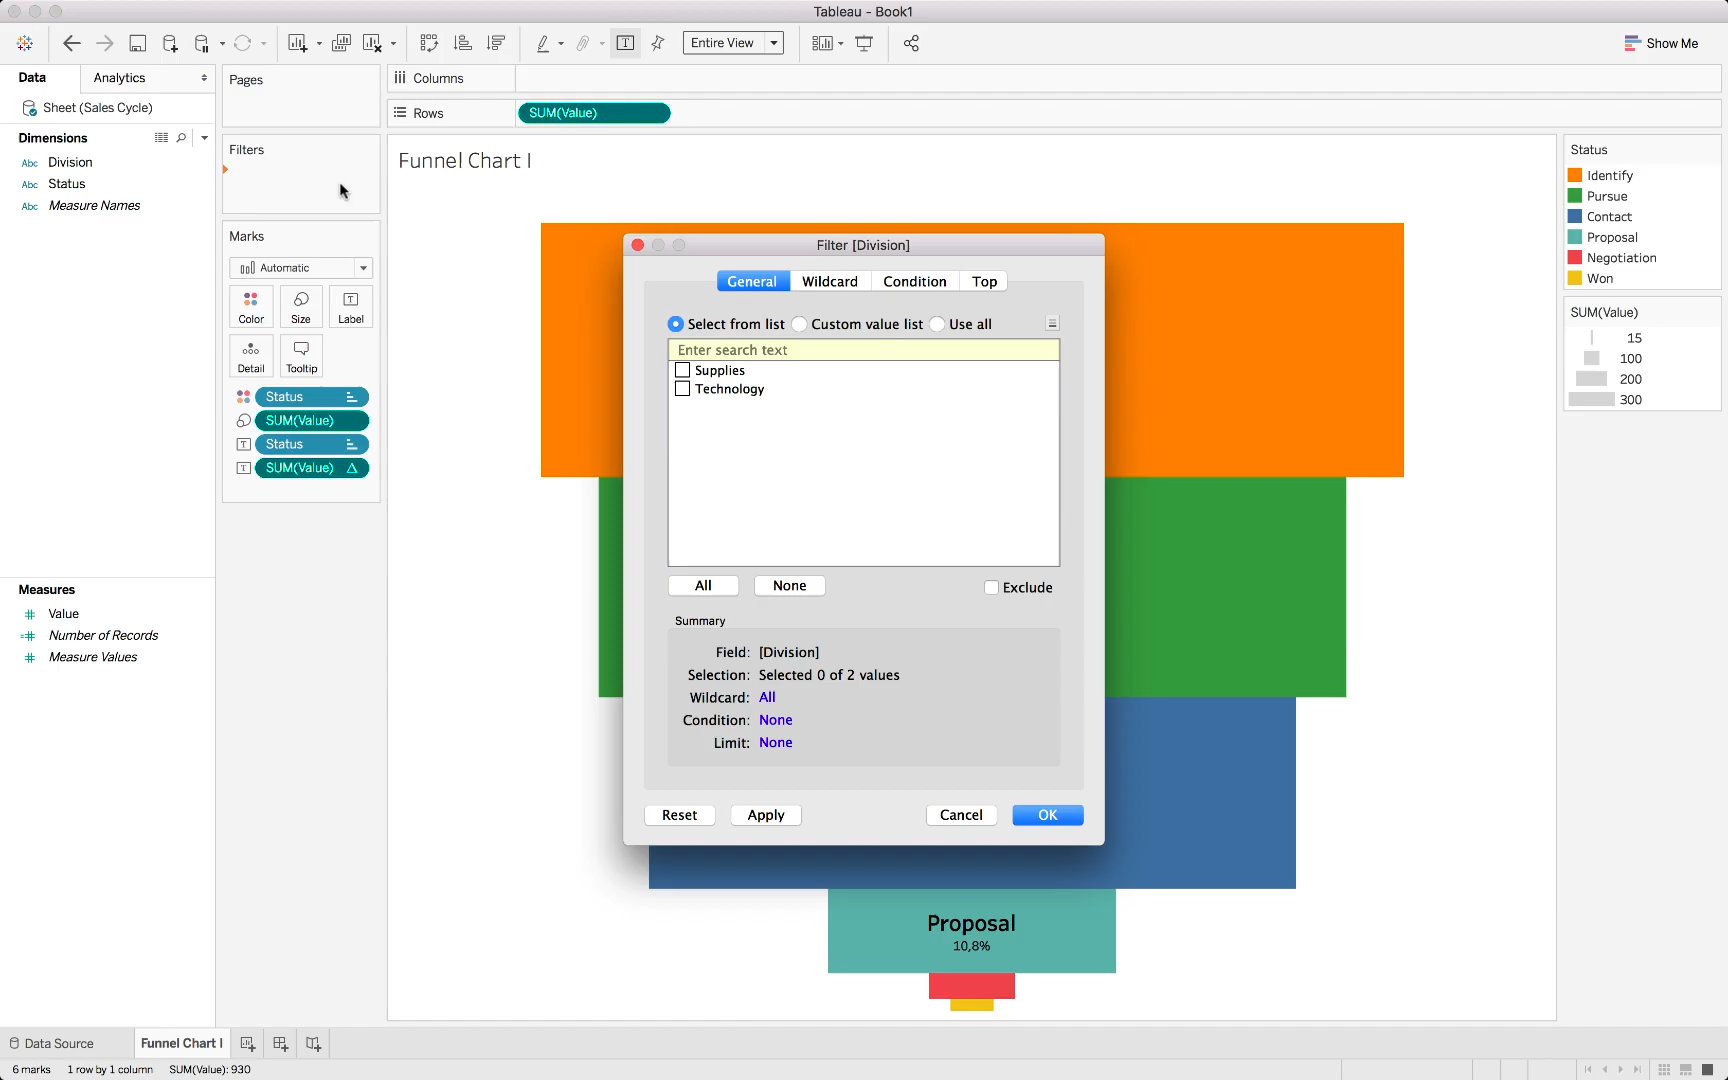 Tableau - Book1
Entire View
Show Me
Data
Analytics
Sheet (Sales Cycle)
Dimensions
Abc Division
Abc Status
Abc Measure Names
Measures
Value
Number of Records
Measure Values
Pages
Filters
Marks
Automatic
Color
Size
Label
Detail
Tooltip
Status
SUM(Value)
Status
SUM(Value)
Columns
Rows
SUM(Value)
Funnel Chart I
Filter [Division]
General
Wildcard
Condition
Top
Select from list
Custom value list
Use all
Enter search text
Supplies
Technology
All
None
Exclude
Summary
Field: [Division]
Selection: Selected 0 of 2 values
Wildcard: All
Condition: None
Limit: None
Reset
Apply
Cancel
OK
Proposal
10,8%
Status
Identify
Pursue
Contact
Proposal
Negotiation
Won
SUM(Value)
15
100
200
300
Data Source
Funnel Chart I
6 marks
1 row by 1 column
SUM(Value): 930